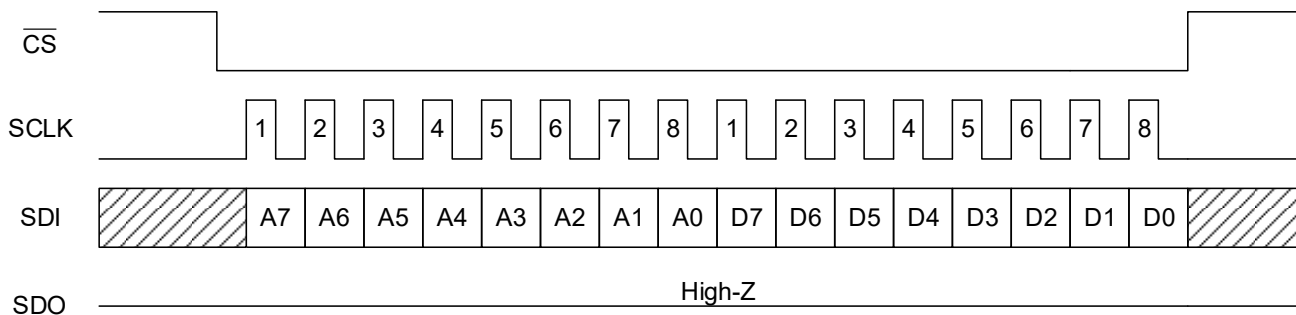 CS
SCLK 1 2 3 4 5 6 7 8 1 2 3 4 5 6 7 8
SDI A7 A6 A5 A4 A3 A2 A1 A0 D7 D6 D5 D4 D3 D2 D1 D0
High-Z
SDO